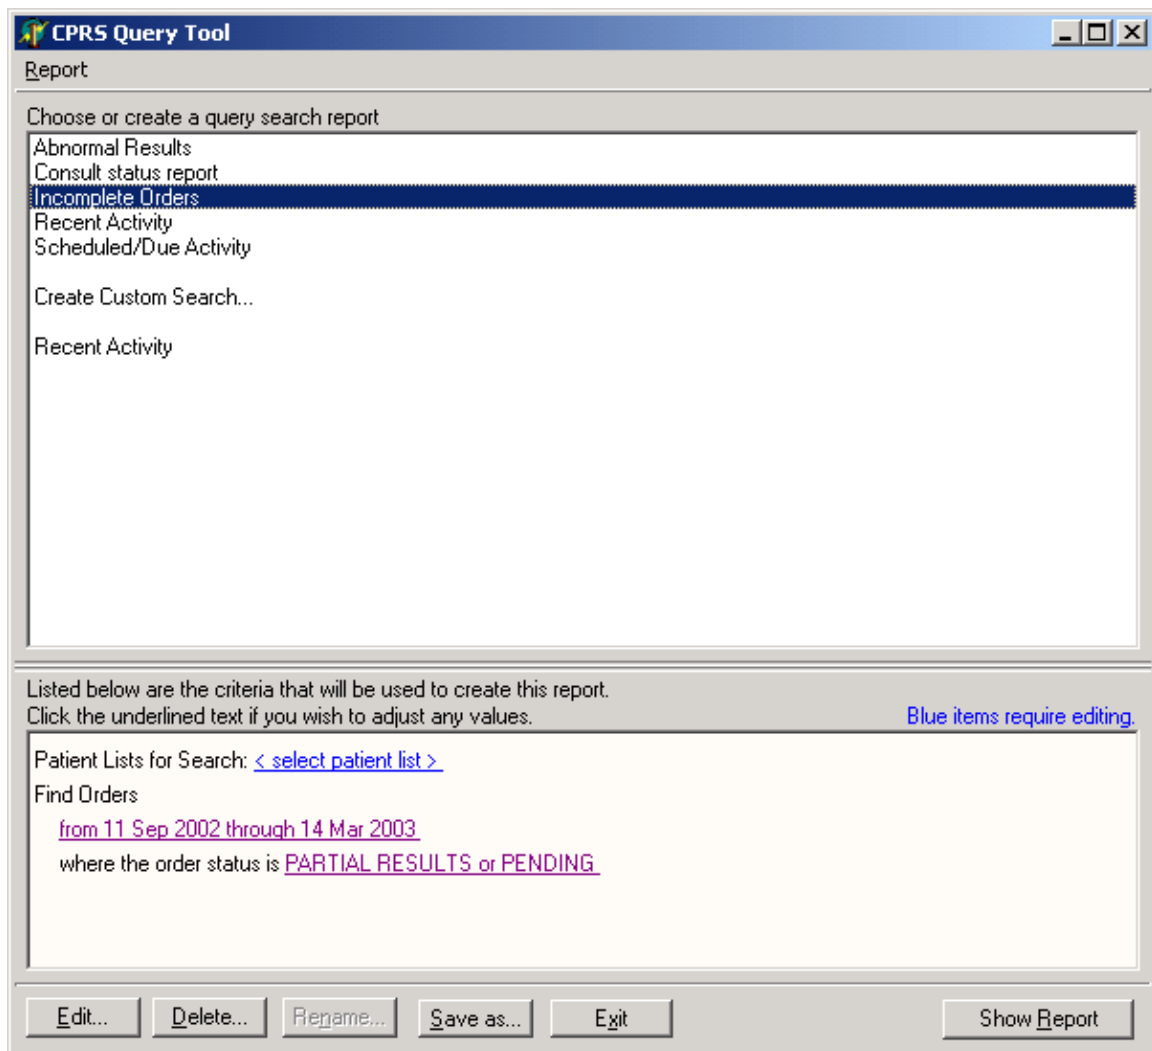 CPRS Query Tool
Report
Choose or create a query search report
Abnormal Results
Consult status report
Incomplete Orders
Recent Activity
Scheduled/Due Activity
Create Custom Search...
Recent Activity
Listed below are the criteria that will be used to create this report.
Click the underlined text if you wish to adjust any values. Blue items require editing.
Patient Lists for Search: < select patient list >
Find Orders
from 11 Sep 2002 through 14 Mar 2003
where the order status is PARTIAL RESULTS or PENDING
Edit... Delete... Rename... Save as... Exit Show Report